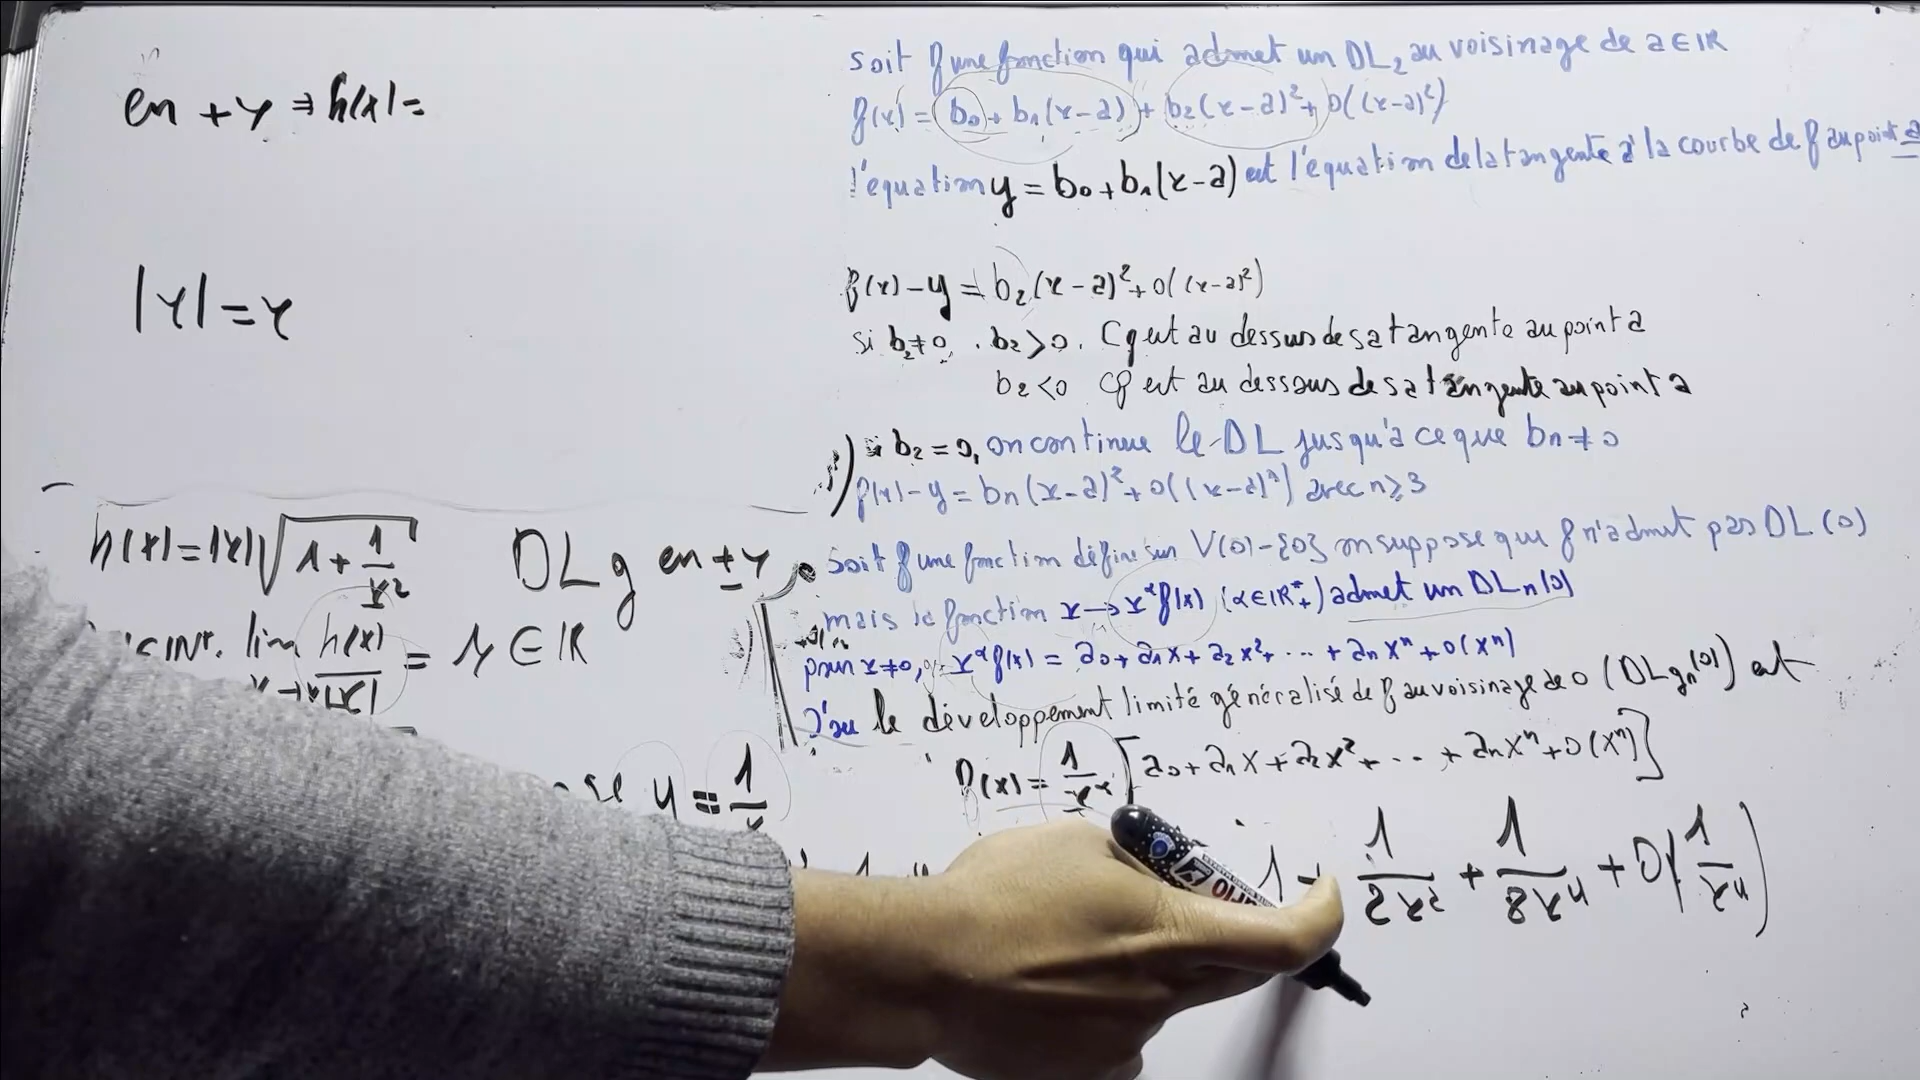 en +∞ ⇒ h(x) =
|x| = x
h(x) = |x| √(1 + 1/x²) DLg en ±∞
lim h(x)/|x| = 1 ∈ IR
u = 1/x
soit f une fonction qui admet un DL₂ au voisinage de a ∈ IR
f(x) = b₀ + b₁(x-a) + b₂(x-a)² + o((x-a)²)
l'equation y = b₀ + b₁(x-a) est l'équation de la tangente à la courbe de f au point a
f(x) - y = b₂(x-a)² + o((x-a)²)
si b₂ ≠ 0, . b₂ > 0. Cf est au dessus de sa tangente au point a
b₂ < 0 Cf est au dessous de sa tangente au point a
si b₂ = 0, on continue le DL jusqu'à ce que bn ≠ 0
f(x) - y = bn(x-a)² + o((x-a)ⁿ) avec n ≥ 3
Soit f une fonction définie sur V(0)-{0} on suppose que f n'admet pas DL(0)
mais la fonction x → x^α f(x) (α ∈ IR*₊) admet un DLn(0)
pour x ≠ 0, x^α f(x) = a₀ + a₁x + a₂x² + ... + anxⁿ + o(xⁿ)
D'où le développement limité généralisé de f au voisinage de 0 (DLgn(0)) est
f(x) = 1/x^α [a₀ + a₁x + a₂x² + ... + anxⁿ + o(xⁿ)]
1 + 1/2x² + 1/8x⁴ + o(1/x⁴)